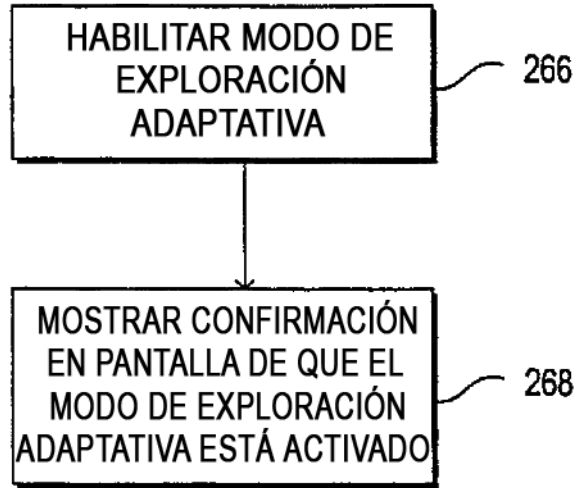 HABILITAR MODO DE
EXPLORACIÓN
ADAPTATIVA
266
MOSTRAR CONFIRMACIÓN
EN PANTALLA DE QUE EL
MODO DE EXPLORACIÓN
ADAPTATIVA ESTÁ ACTIVADO
268